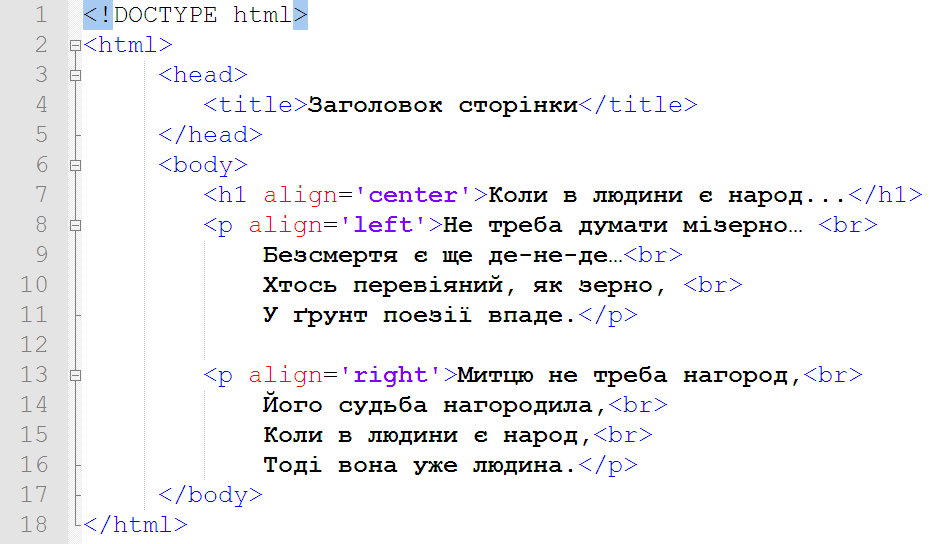 1 <!DOCTYPE html>
2 <html>
3 <head>
4 <title>Заголовок сторінки</title>
5 </head>
6 <body>
7 <h1 align='center'>Коли в людини є народ...</h1>
8 <p align='left'>Не треба думати мізерно… <br>
9 Безсмертя є ще де-не-де…<br>
10 Хтось перевіяний, як зерно, <br>
11 У ґрунт поезії впаде.</p>
12
13 <p align='right'>Митцю не треба нагород,<br>
14 Його судьба нагородила,<br>
15 Коли в людини є народ,<br>
16 Тоді вона уже людина.</p>
17 </body>
18 </html>